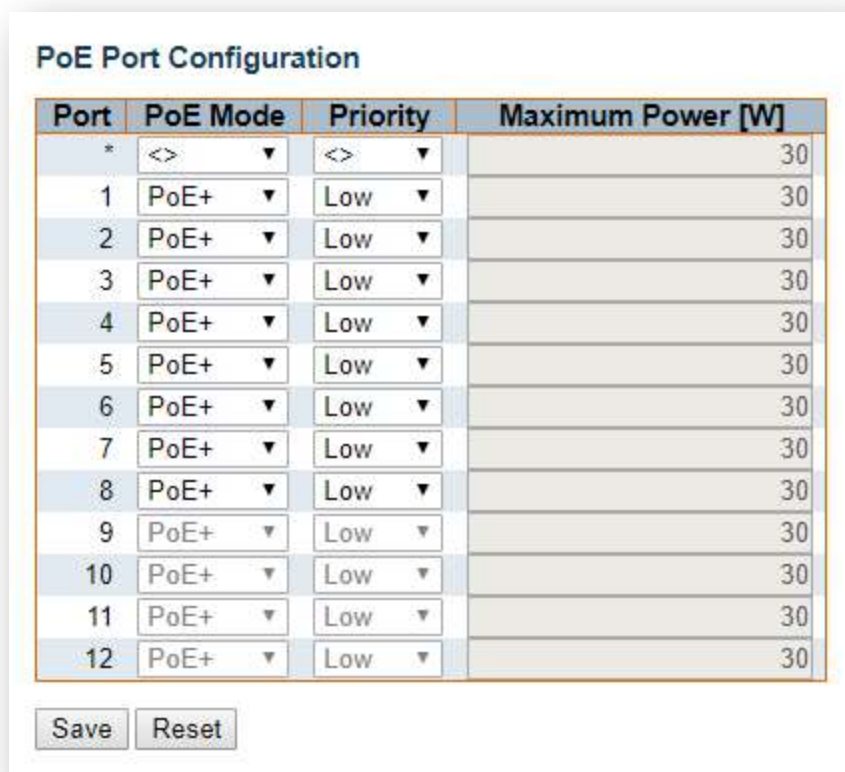 PoE Port Configuration
Port PoE Mode Priority Maximum Power [W]
* <> <> 30
1 PoE+ Low 30
2 PoE+ Low 30
3 PoE+ Low 30
4 PoE+ Low 30
5 PoE+ Low 30
6 PoE+ Low 30
7 PoE+ Low 30
8 PoE+ Low 30
9 PoE+ Low 30
10 PoE+ Low 30
11 PoE+ Low 30
12 PoE+ Low 30
Save Reset